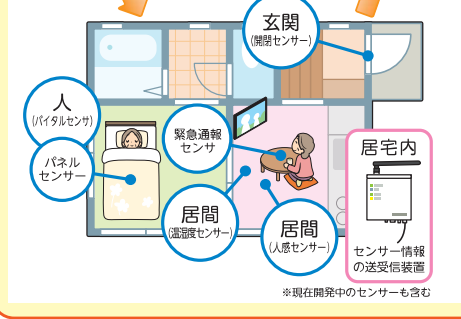 玄関
(開閉センサー)
人
(バイタルセンサ)
パネル
センサー
緊急通報
センサ
居間
(温湿度センサー)
居間
(人感センサー)
居宅内
センサー情報
の送受信装置
※現在開発中のセンサーも含む